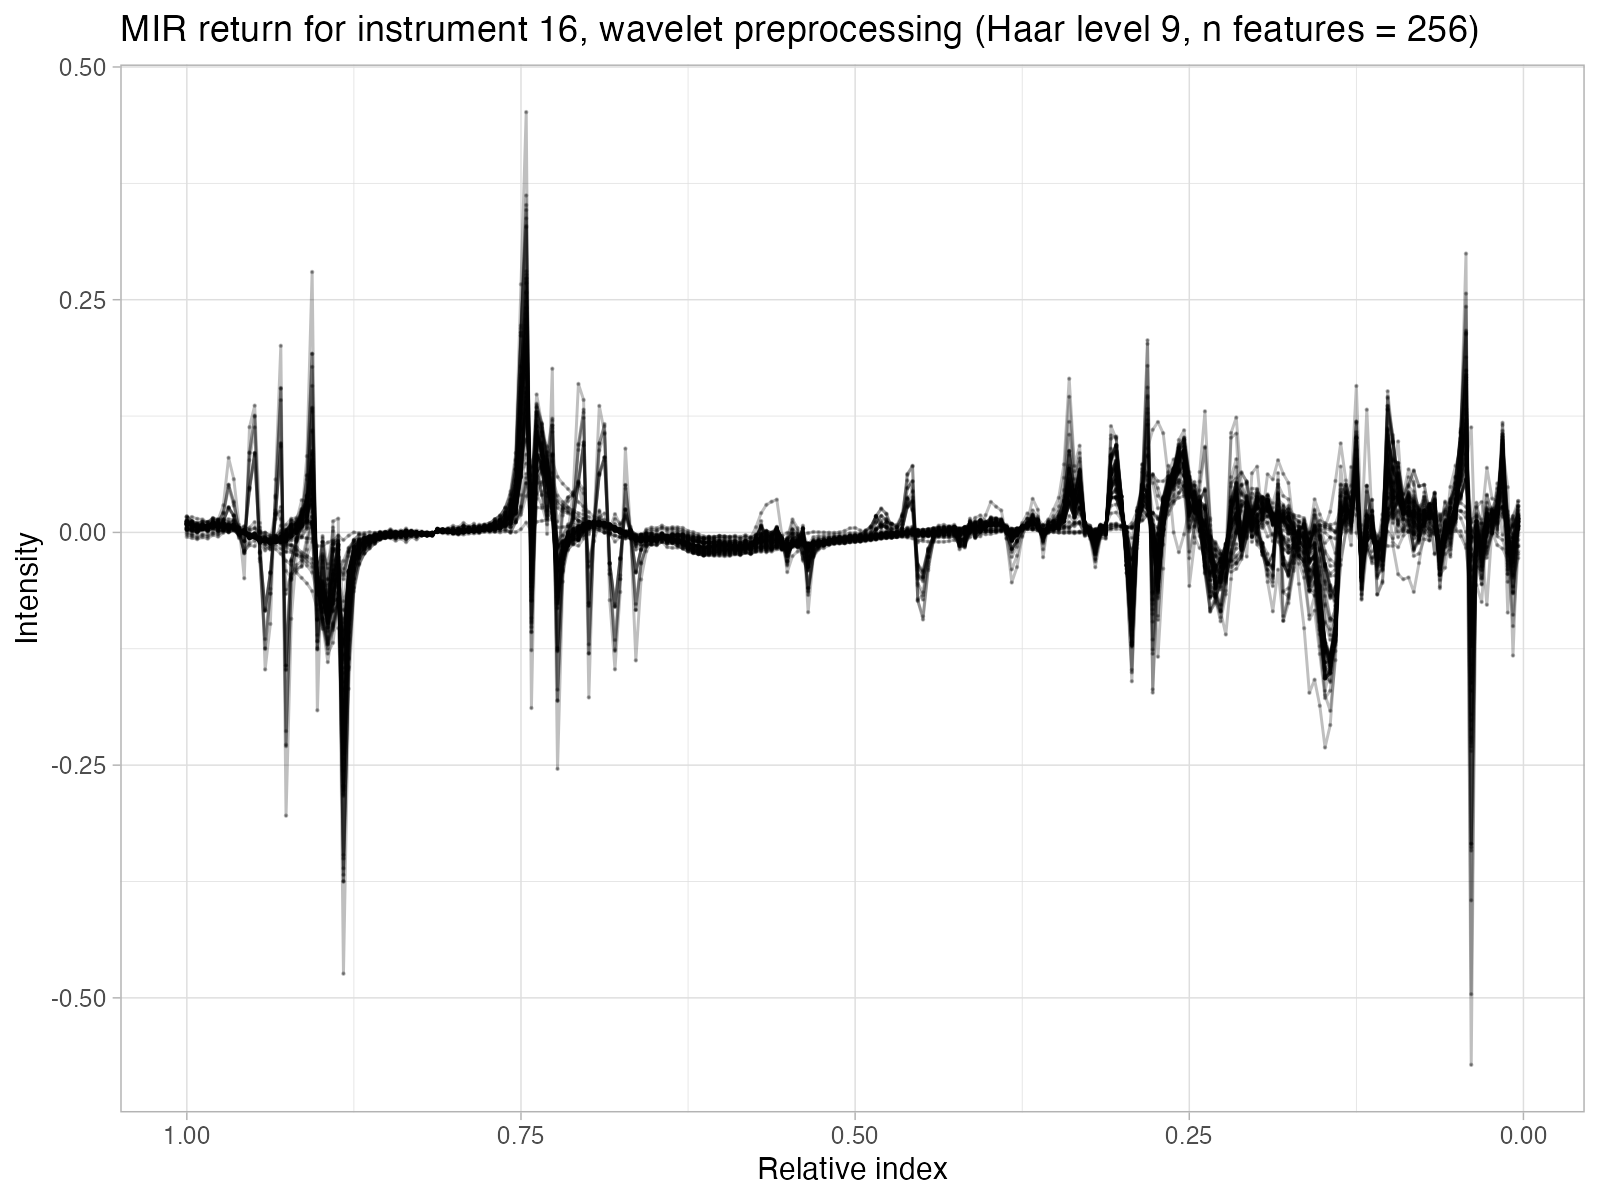 MIR return for instrument 16, wavelet preprocessing (Haar level 9, n features = 256)
0.50
0.25
0.00
-0.25
-0.50
Intensity
1.00 0.75 0.50 0.25 0.00
Relative index